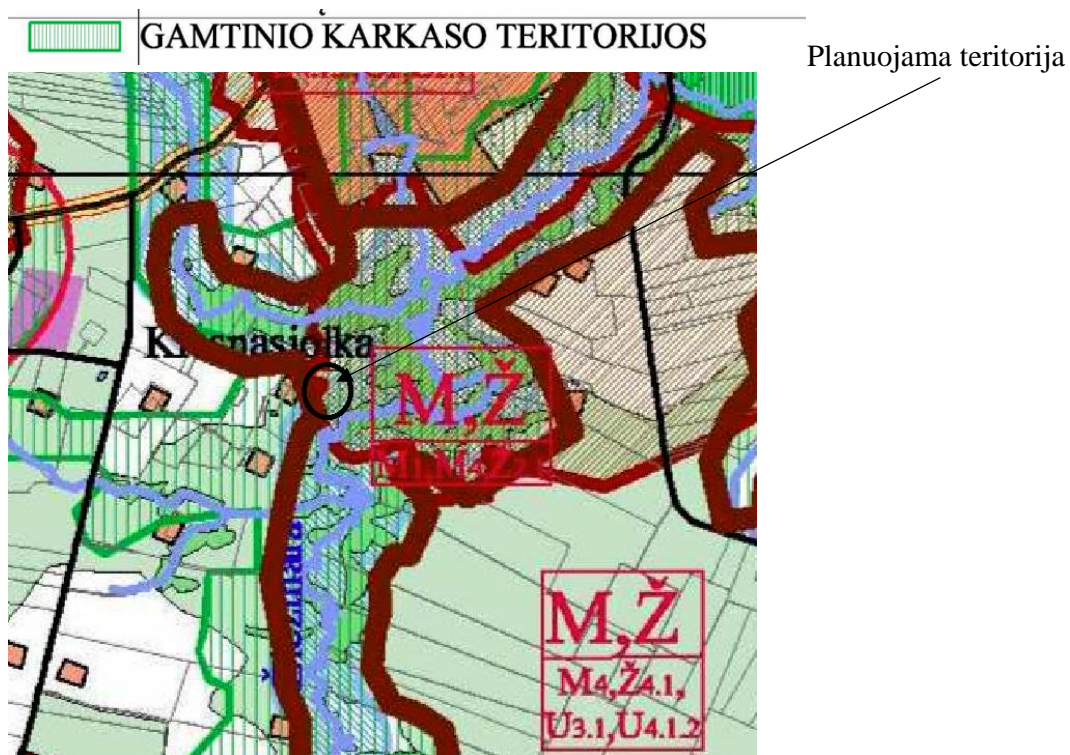 GAMTINIO KARKASO TERITORIJOS
Planuojama teritorija
M,Ž
M,Ž
M4,Ž4.1,
U3.1,U4.1.2